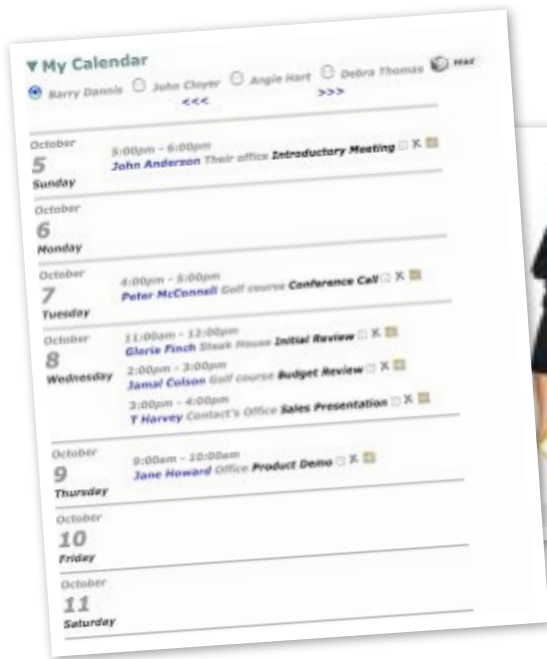 ▼ My Calendar
Barry Dennis John Cloyer Angie Hart Debra Thomas
<<< >>>
October
5
Sunday
5:00pm - 6:00pm
John Anderson Their office Introductory Meeting
October
6
Monday
October
7
Tuesday
4:00pm - 5:00pm
Peter McConnell Golf course Conference Call
October
8
Wednesday
11:00am - 12:00pm
Gloria Finch Steak House Initial Review
2:00pm - 3:00pm
Jamal Colson Golf course Budget Review
3:00pm - 4:00pm
T Harvey Contact's Office Sales Presentation
October
9
Thursday
9:00am - 10:00am
Jane Howard Office Product Demo
October
10
Friday
October
11
Saturday